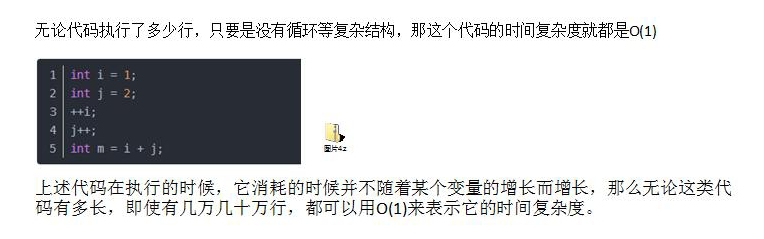 无论代码执行了多少行，只要是没有循环等复杂结构，那这个代码的时间复杂度就都是O(1)
1 int i = 1;
2 int j = 2;
3 ++i;
4 j++;
5 int m = i + j;
图片4.z
上述代码在执行的时候，它消耗的时候并不随着某个变量的增长而增长，那么无论这类代
码有多长，即使有几万几十万行，都可以用O(1)来表示它的时间复杂度。